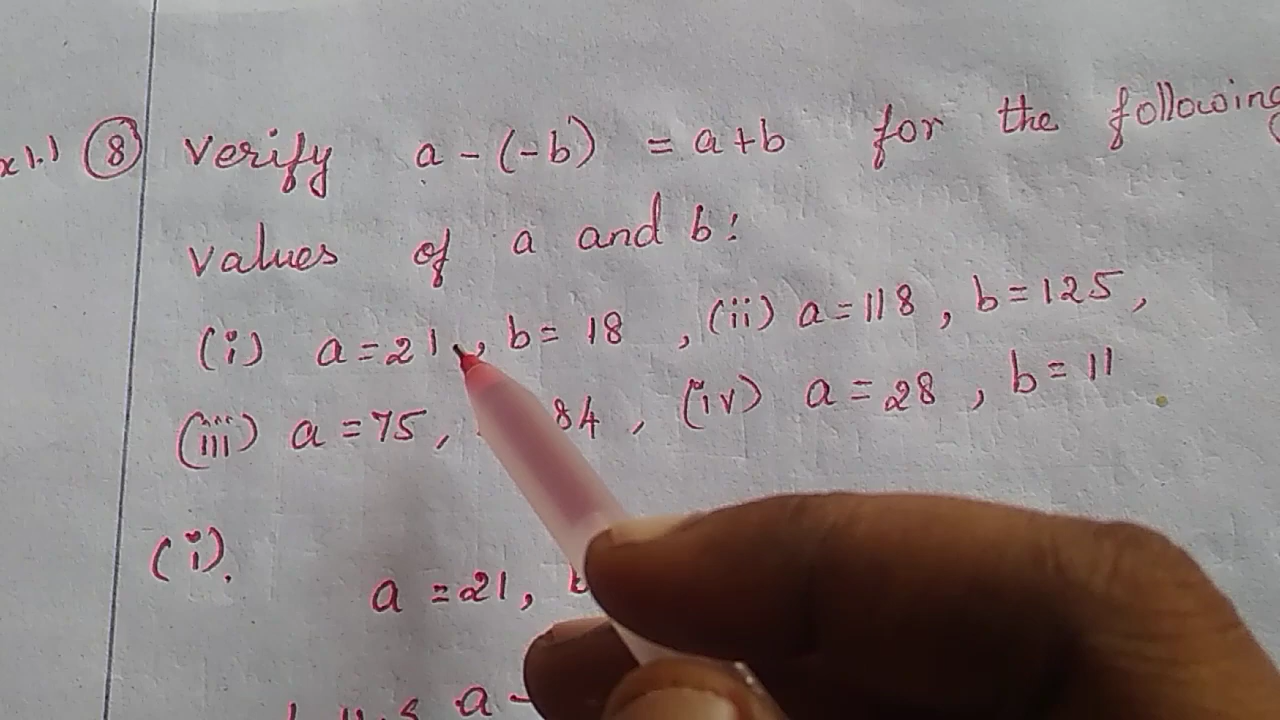 x1.1) 8 Verify a - (-b) = a+b for the following
values of a and b:
(i) a=21, b= 18 , (ii) a=118, b=125,
(iii) a=75, 84, (iv) a=28, b=11
(i).
a =21,
a -